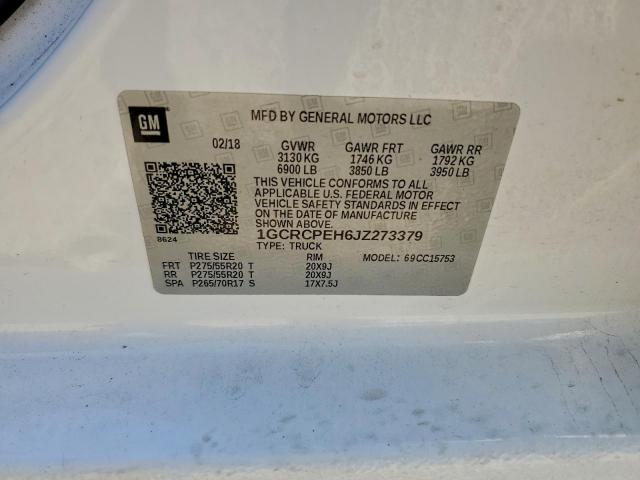 GM
MFD BY GENERAL MOTORS LLC
02/18 GVWR GAWR FRT GAWR RR
3130 KG 1746 KG 1792 KG
6900 LB 3850 LB 3950 LB
THIS VEHICLE CONFORMS TO ALL
APPLICABLE U.S. FEDERAL MOTOR
VEHICLE SAFETY STANDARDS IN EFFECT
ON THE DATE OF MANUFACTURE
SHOWN ABOVE.
1GCRCPEH6JZ273379
8624
TYPE: TRUCK
TIRE SIZE RIM MODEL: 69CC15753
FRT P275/55R20 T 20X9J
RR P275/55R20 T 20X9J
SPA P265/70R17 S 17X7.5J